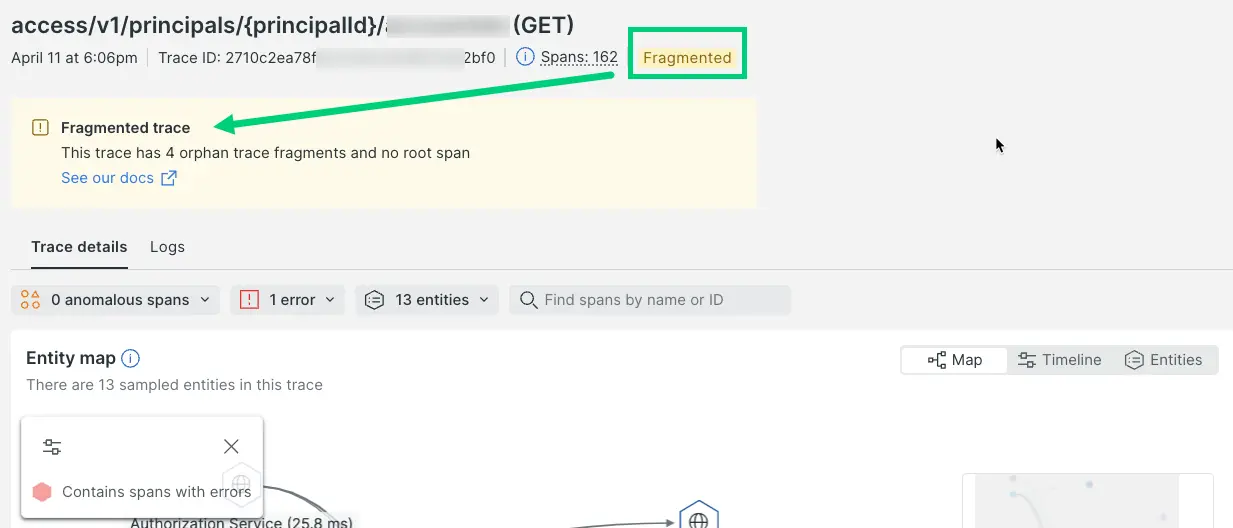 access/v1/principals/{principalId}/ (GET)
April 11 at 6:06pm Trace ID: 2710c2ea78f 2bf0 Spans: 162 Fragmented
Fragmented trace
This trace has 4 orphan trace fragments and no root span
See our docs
Trace details Logs
0 anomalous spans 1 error 13 entities Find spans by name or ID
Entity map
Map Timeline Entities
There are 13 sampled entities in this trace
Contains spans with errors
Authorization Service (25.8 ms)